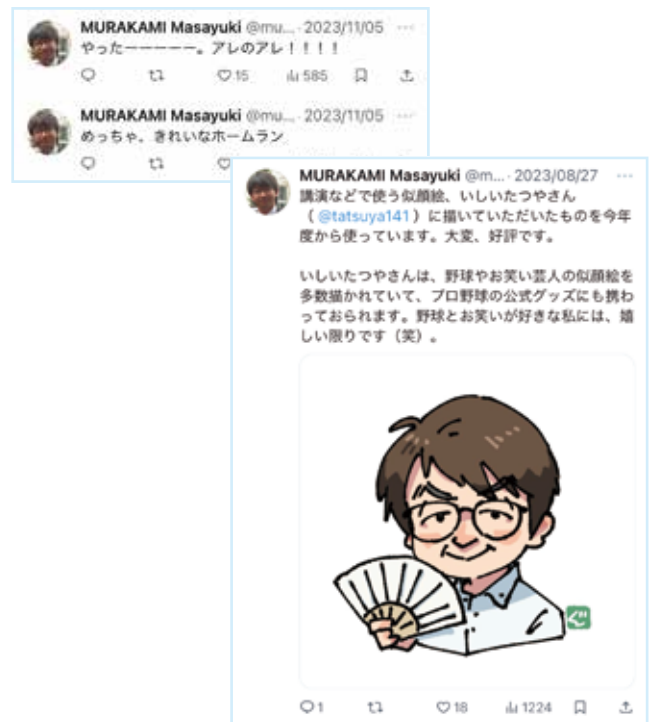 MURAKAMI Masayuki @mu... · 2023/11/05 ...
やったーーーーー。アレのアレ！！！！
15 585
MURAKAMI Masayuki @mu... · 2023/11/05 ...
めっちゃ、きれいなホームラン
MURAKAMI Masayuki @m... · 2023/08/27 ...
講演などで使う似顔絵、いしいたつやさん
（ @tatsuya141 ）に描いていただいたものを今年
度から使っています。大変、好評です。
いしいたつやさんは、野球やお笑い芸人の似顔絵を
多数描かれていて、プロ野球の公式グッズにも携わ
っておられます。野球とお笑いが好きな私には、嬉
しい限りです（笑）。
ぐ
1 18 1224